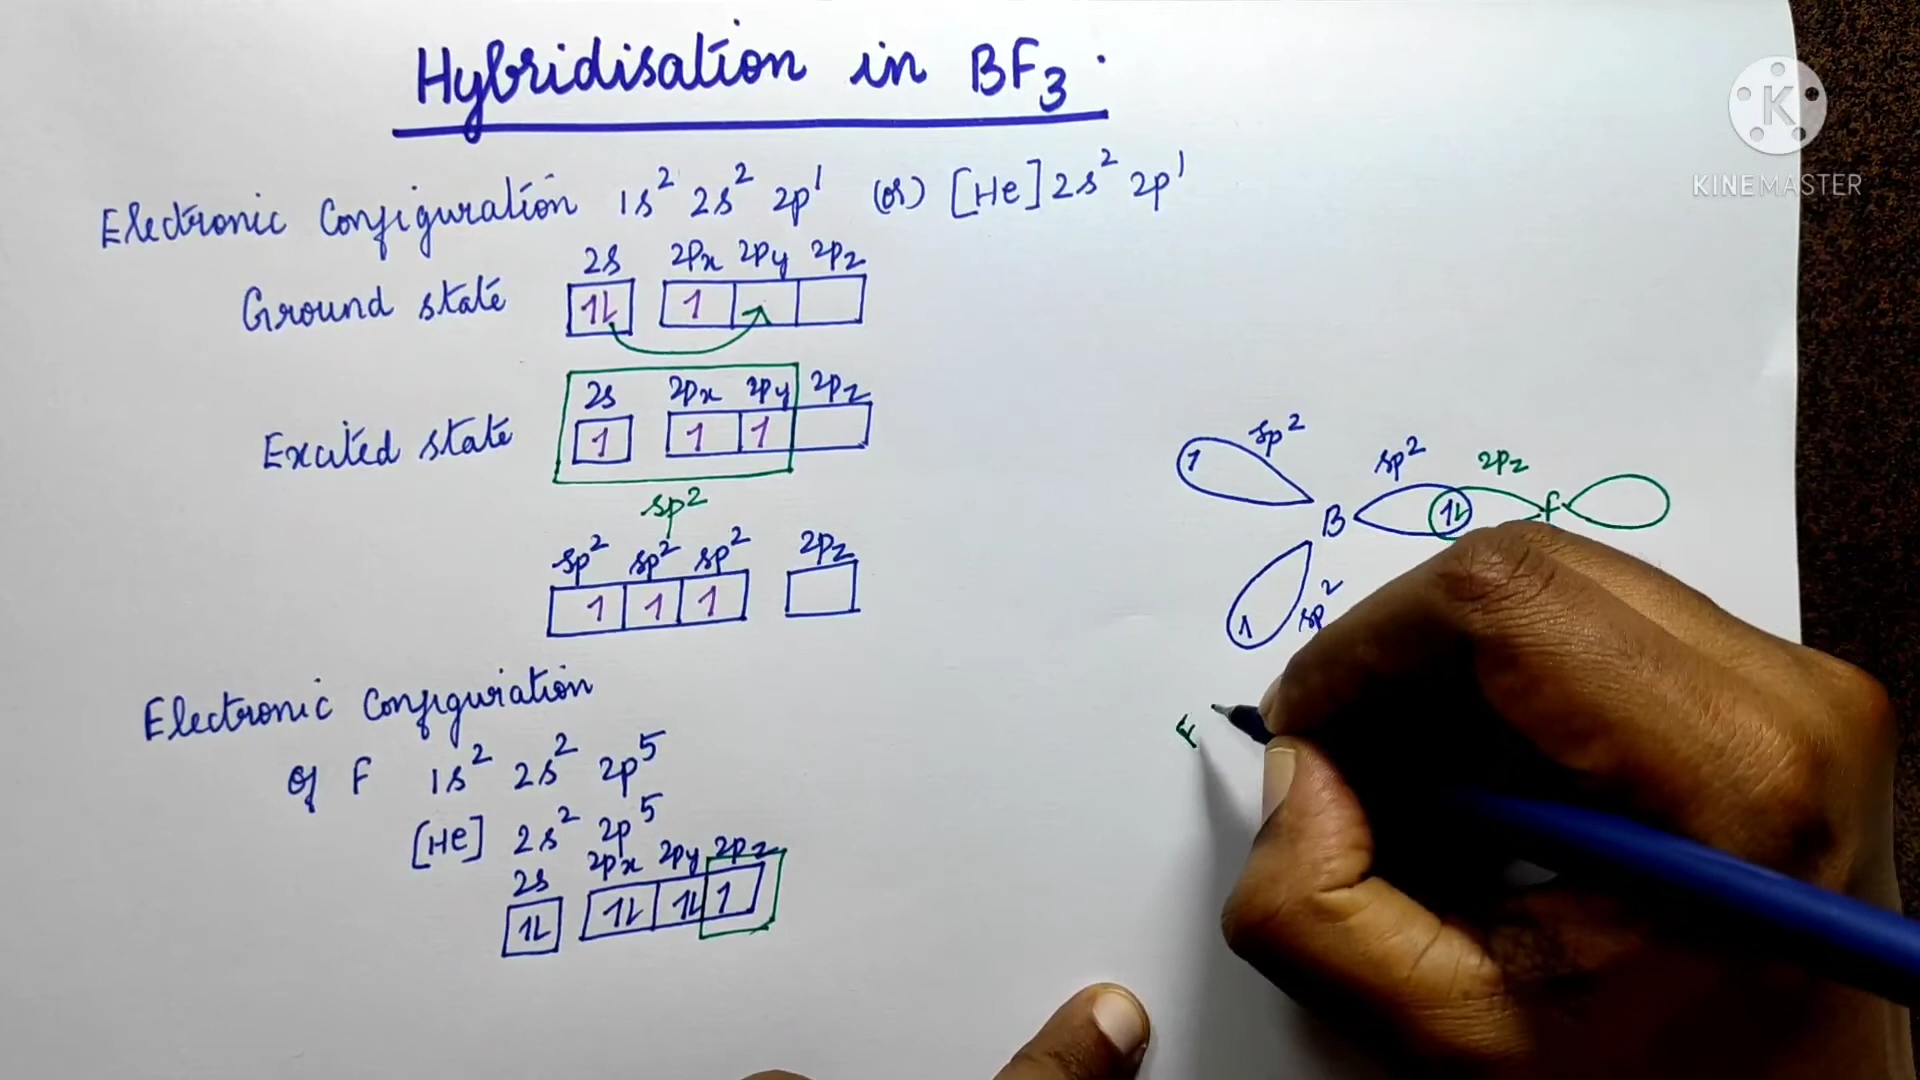 Hybridisation in BF₃.
Electronic Configuration 1s² 2s² 2p¹ (or) [He] 2s² 2p¹
2s 2px 2py 2pz
Ground state 1L 1
2s 2px 2py 2pz
Excited state 1 1 1
sp²
sp² sp² sp² 2pz
1 1 1
Electronic Configuration
of F 1s² 2s² 2p⁵
[He] 2s² 2p⁵
2s 2px 2py 2pz
1L 1L 1L 1
sp² sp² 2pz
1 B 1L F
1 sp²
F
K
KINEMASTER